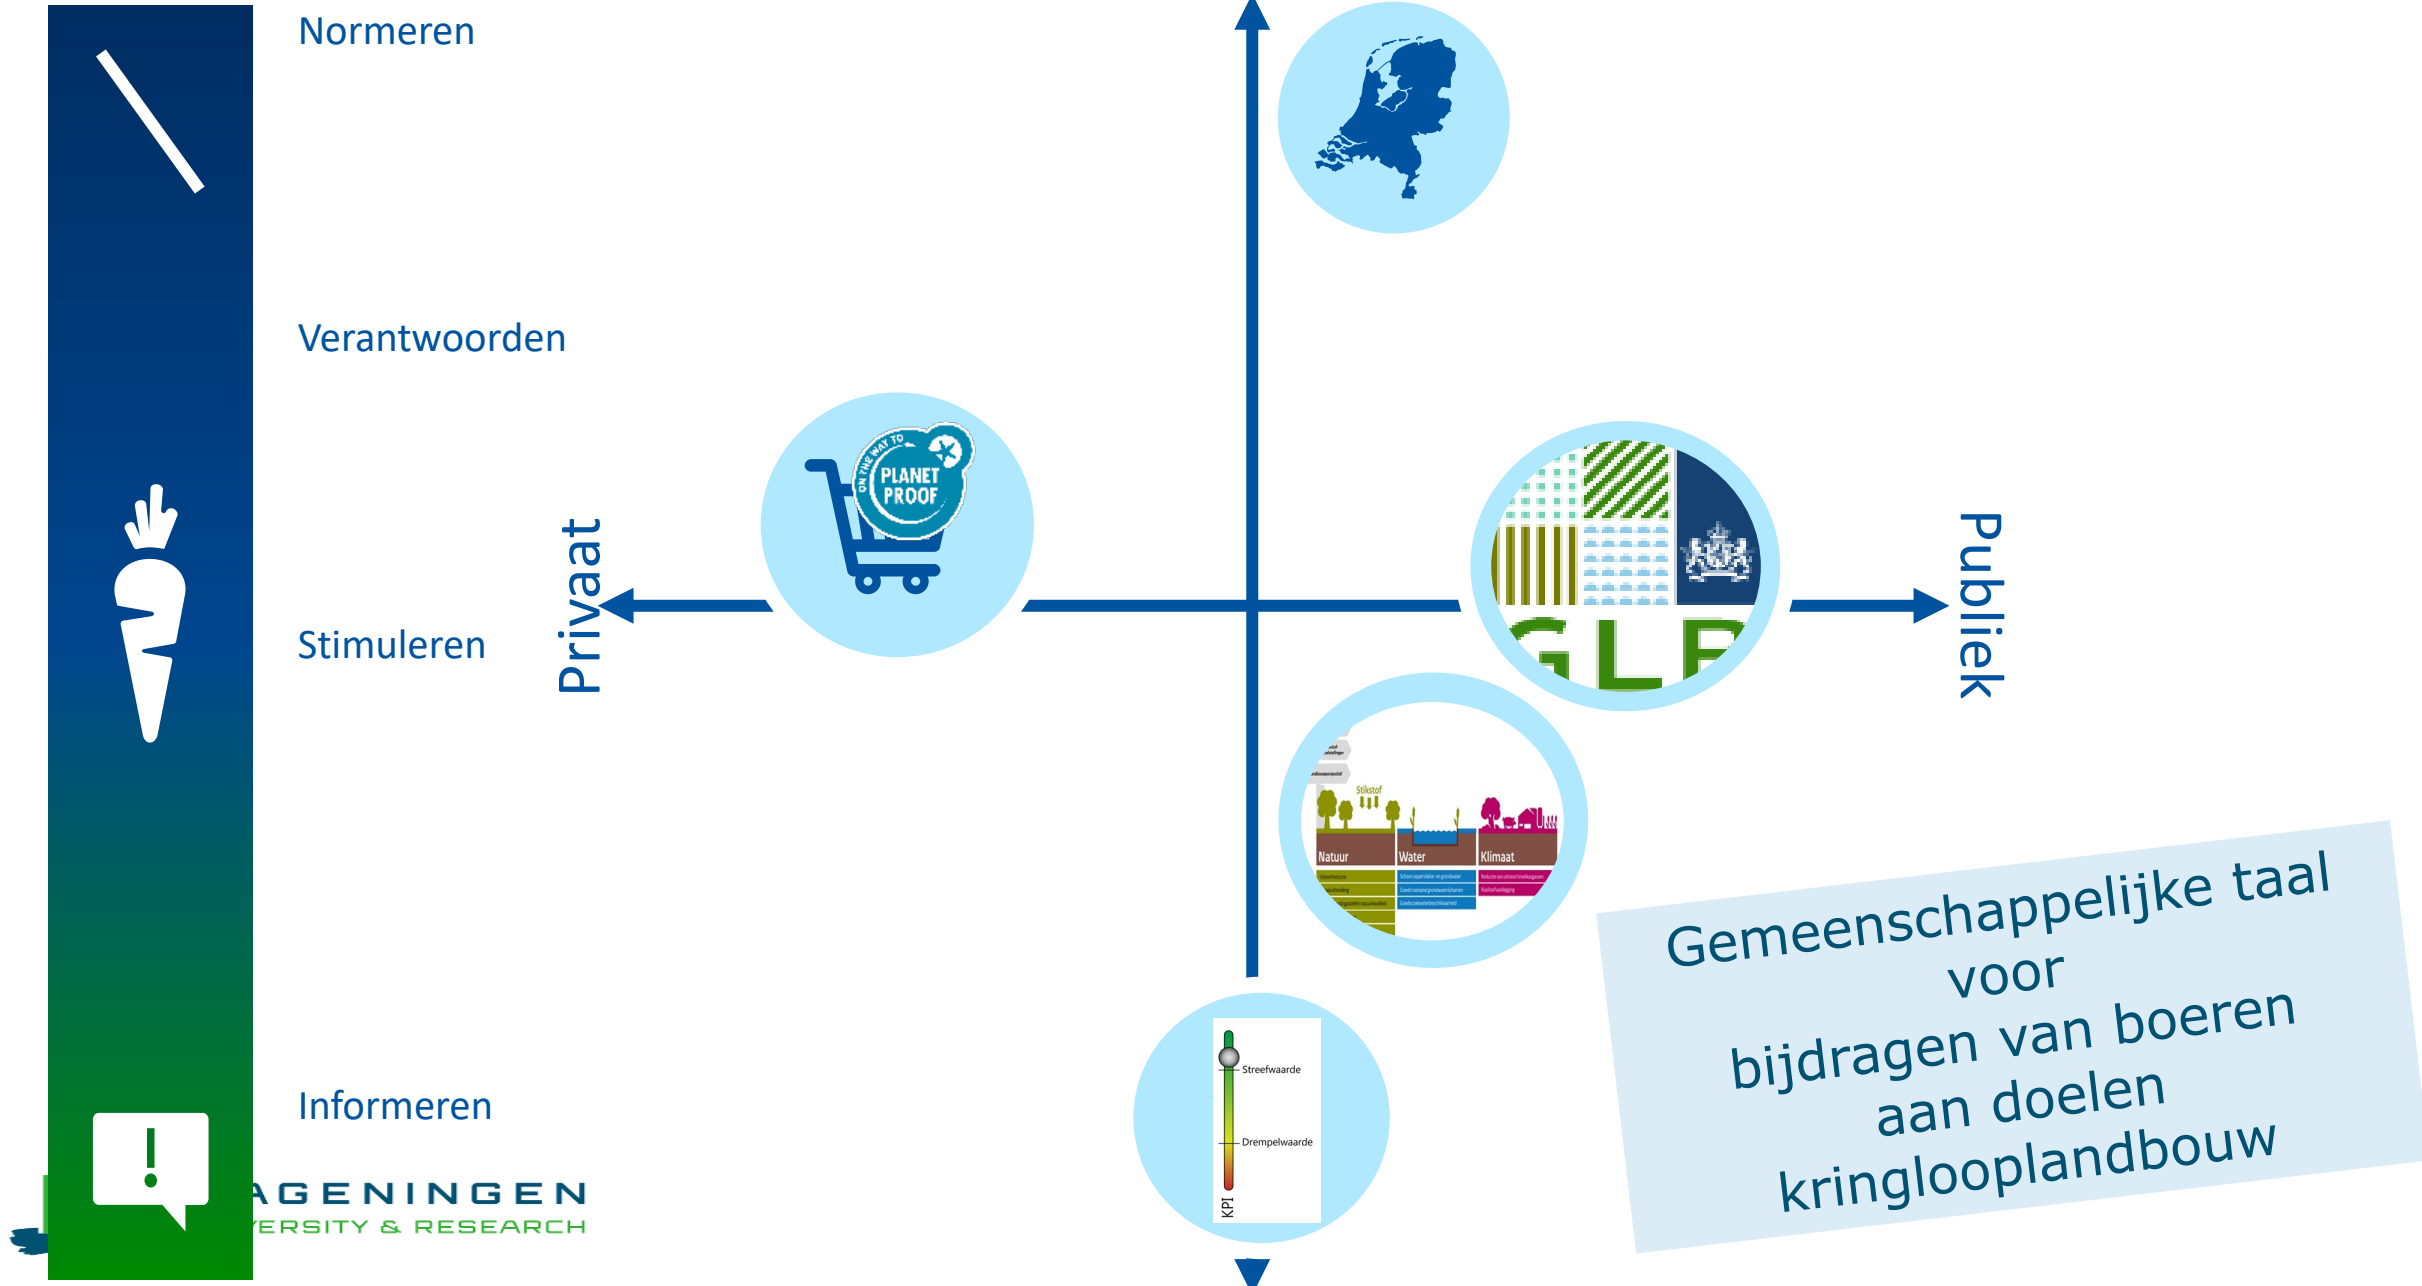 Normeren
Verantwoorden
Stimuleren
Informeren
Privaat
Publiek
ON THE WAY TO
PLANET
PROOF
GLB
Stikstof
Natuur
Water
Klimaat
Streefwaarde
Drempelwaarde
KPI
Gemeenschappelijke taal
voor
bijdragen van boeren
aan doelen
kringlooplandbouw
AGENINGEN
VERSITY & RESEARCH